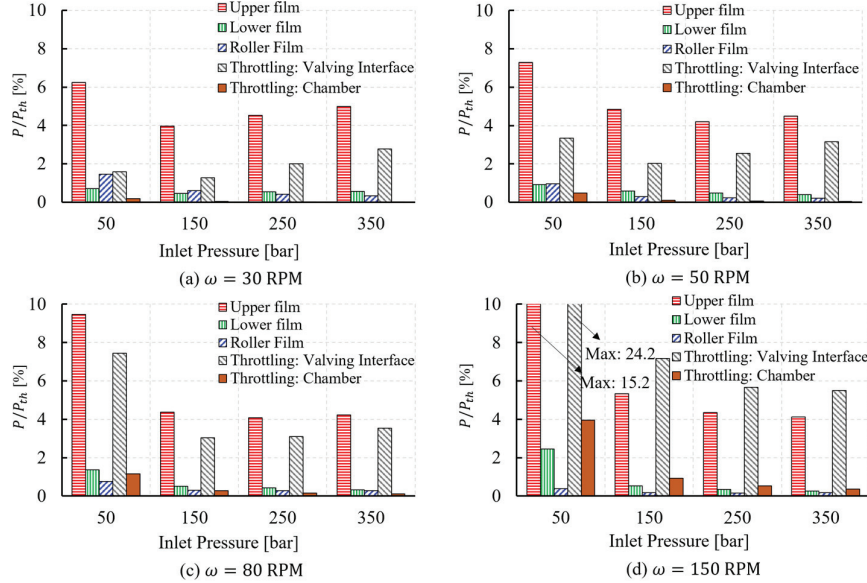 Upper film
Lower film
Roller Film
Throttling: Valving Interface
Throttling: Chamber
P/P_th [%]
10
8
6
4
2
0
50 150 250 350
Inlet Pressure [bar]
(a) ω = 30 RPM
Upper film
Lower film
Roller Film
Throttling: Valving Interface
Throttling: Chamber
P/P_th [%]
10
8
6
4
2
0
50 150 250 350
Inlet Pressure [bar]
(b) ω = 50 RPM
Upper film
Lower film
Roller Film
Throttling: Valving Interface
Throttling: Chamber
P/P_th [%]
10
8
6
4
2
0
50 150 250 350
Inlet Pressure [bar]
(c) ω = 80 RPM
Upper film
Lower film
Roller Film
Throttling: Valving Interface
Throttling: Chamber
Max: 24.2
Max: 15.2
P/P_th [%]
10
8
6
4
2
0
50 150 250 350
Inlet Pressure [bar]
(d) ω = 150 RPM